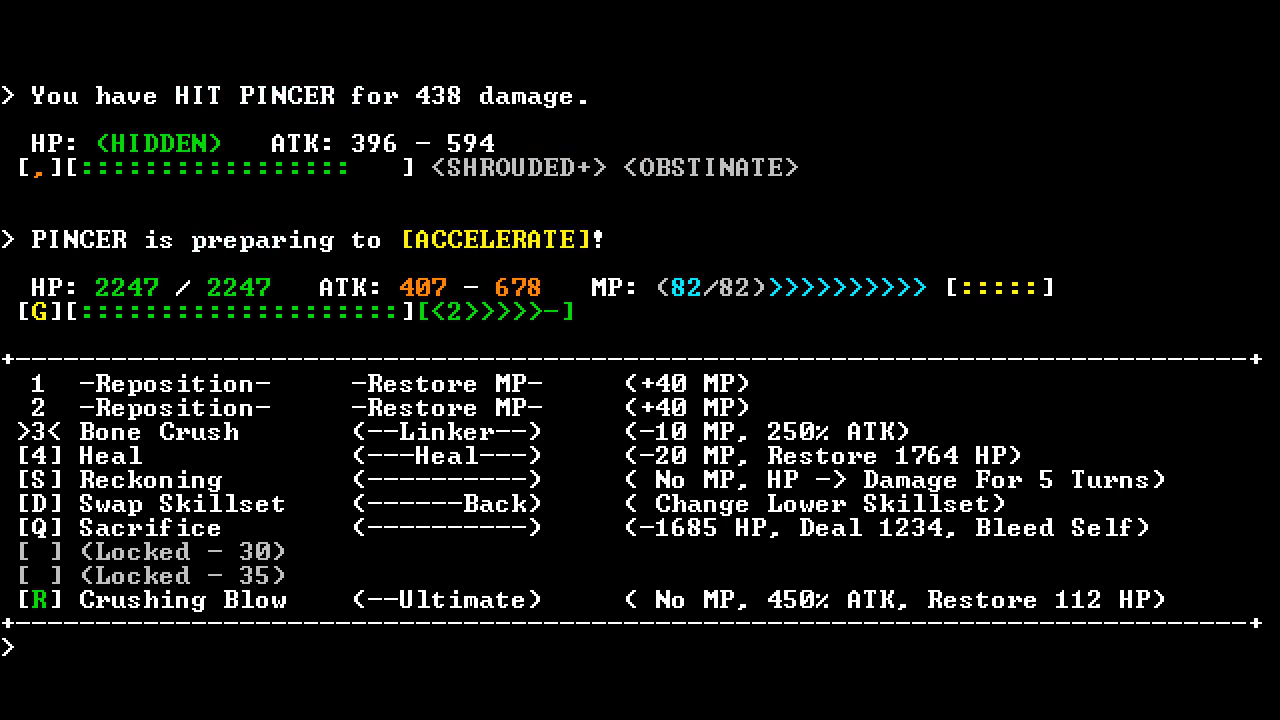 > You have HIT PINCER for 438 damage.
HP: (HIDDEN)   ATK: 396 - 594
[,][:::::::::::::::::   ] <SHROUDED+> <OBSTINATE>
> PINCER is preparing to [ACCELERATE]!
HP: 2247 / 2247   ATK: 407 - 678   MP: (82/82)>>>>>>>>>> [:::::]
[G][::::::::::::::::::::][<2>>>>>-]
+------------------------------------------------------------------------------+
1  -Reposition-     -Restore MP-     (+40 MP)
2  -Reposition-     -Restore MP-     (+40 MP)
>3< Bone Crush       (--Linker--)     (-10 MP, 250% ATK)
[4] Heal             (---Heal---)     (-20 MP, Restore 1764 HP)
[S] Reckoning        (----------)     ( No MP, HP -> Damage For 5 Turns)
[D] Swap Skillset    (------Back)     ( Change Lower Skillset)
[Q] Sacrifice        (----------)     (-1685 HP, Deal 1234, Bleed Self)
[ ] (Locked - 30)
[ ] (Locked - 35)
[R] Crushing Blow    (--Ultimate)     ( No MP, 450% ATK, Restore 112 HP)
+------------------------------------------------------------------------------+
>